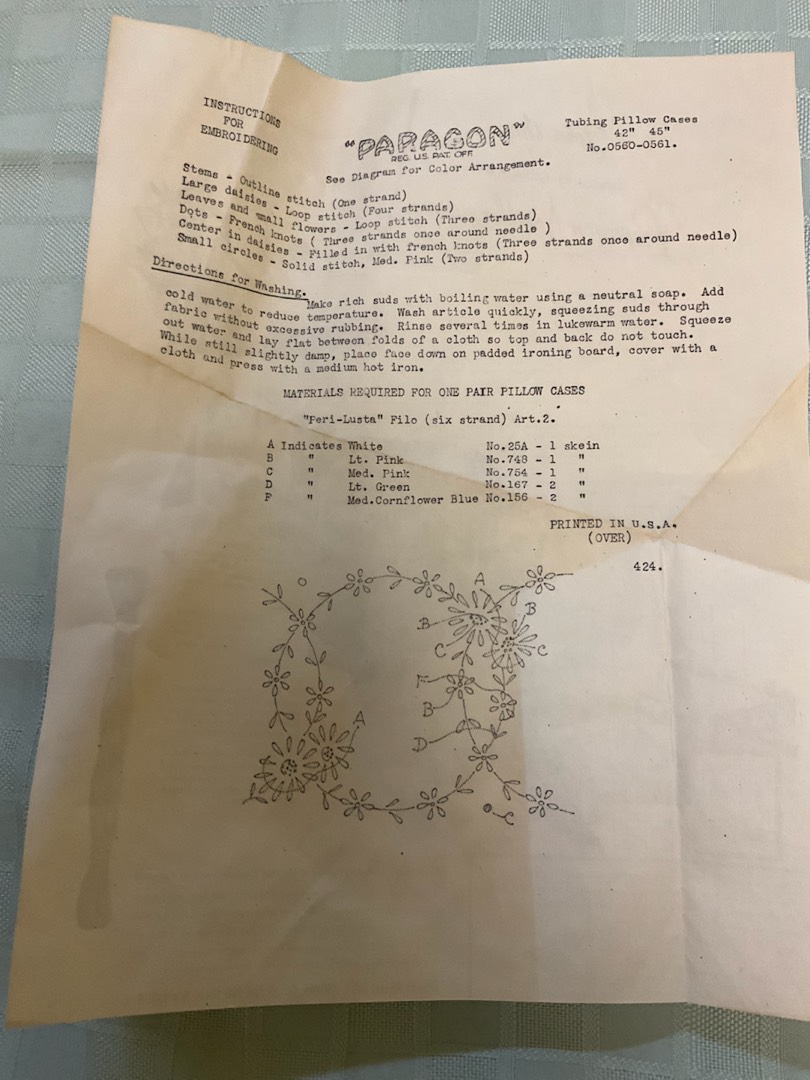 INSTRUCTIONS
FOR
EMBROIDERING
"PARAGON"
REG. U.S. PAT. OFF.
Tubing Pillow Cases
42" 45"
No.0560-0561.
See Diagram for Color Arrangement.
Stems - Outline stitch (One strand)
Large daisies - Loop stitch (Four strands)
Leaves and small flowers - Loop stitch (Three strands)
Dots - French knots ( Three strands once around needle )
Center in daisies - Filled in with french knots (Three strands once around needle)
Small circles - Solid stitch, Med. Pink (Two strands)
Directions for Washing.
Make rich suds with boiling water using a neutral soap. Add
cold water to reduce temperature. Wash article quickly, squeezing suds through
fabric without excessive rubbing. Rinse several times in lukewarm water. Squeeze
out water and lay flat between folds of a cloth so top and back do not touch.
While still slightly damp, place face down on padded ironing board, cover with a
cloth and press with a medium hot iron.
MATERIALS REQUIRED FOR ONE PAIR PILLOW CASES
"Peri-Lusta" Filo (six strand) Art.2.
A Indicates White No.25A - 1 skein
B " Lt. Pink No.748 - 1 "
C " Med. Pink No.754 - 1 "
D " Lt. Green No.167 - 2 "
F " Med.Cornflower Blue No.156 - 2 "
PRINTED IN U.S.A.
(OVER)
424.
A
B
B
C
C
F
B
A
D
C